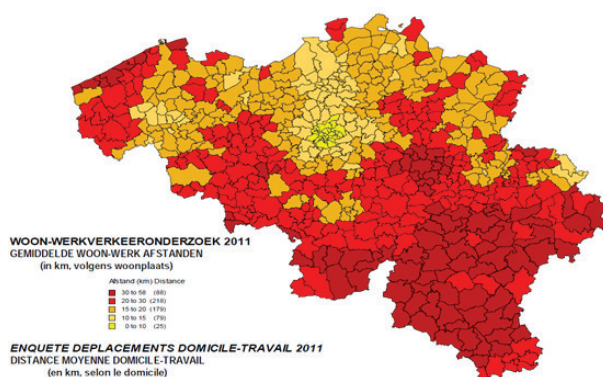 WOON-WERKVERKEERONDERZOEK 2011
GEMIDDELDE WOON-WERK AFSTANDEN
(in km, volgens woonplaats)
Afstand (km) Distance
30 to 58 (88)
20 to 30 (218)
15 to 20 (179)
10 to 15 (79)
0 to 10 (25)
ENQUETE DEPLACEMENTS DOMICILE-TRAVAIL 2011
DISTANCE MOYENNE DOMICILE-TRAVAIL
(en km, selon le domicile)